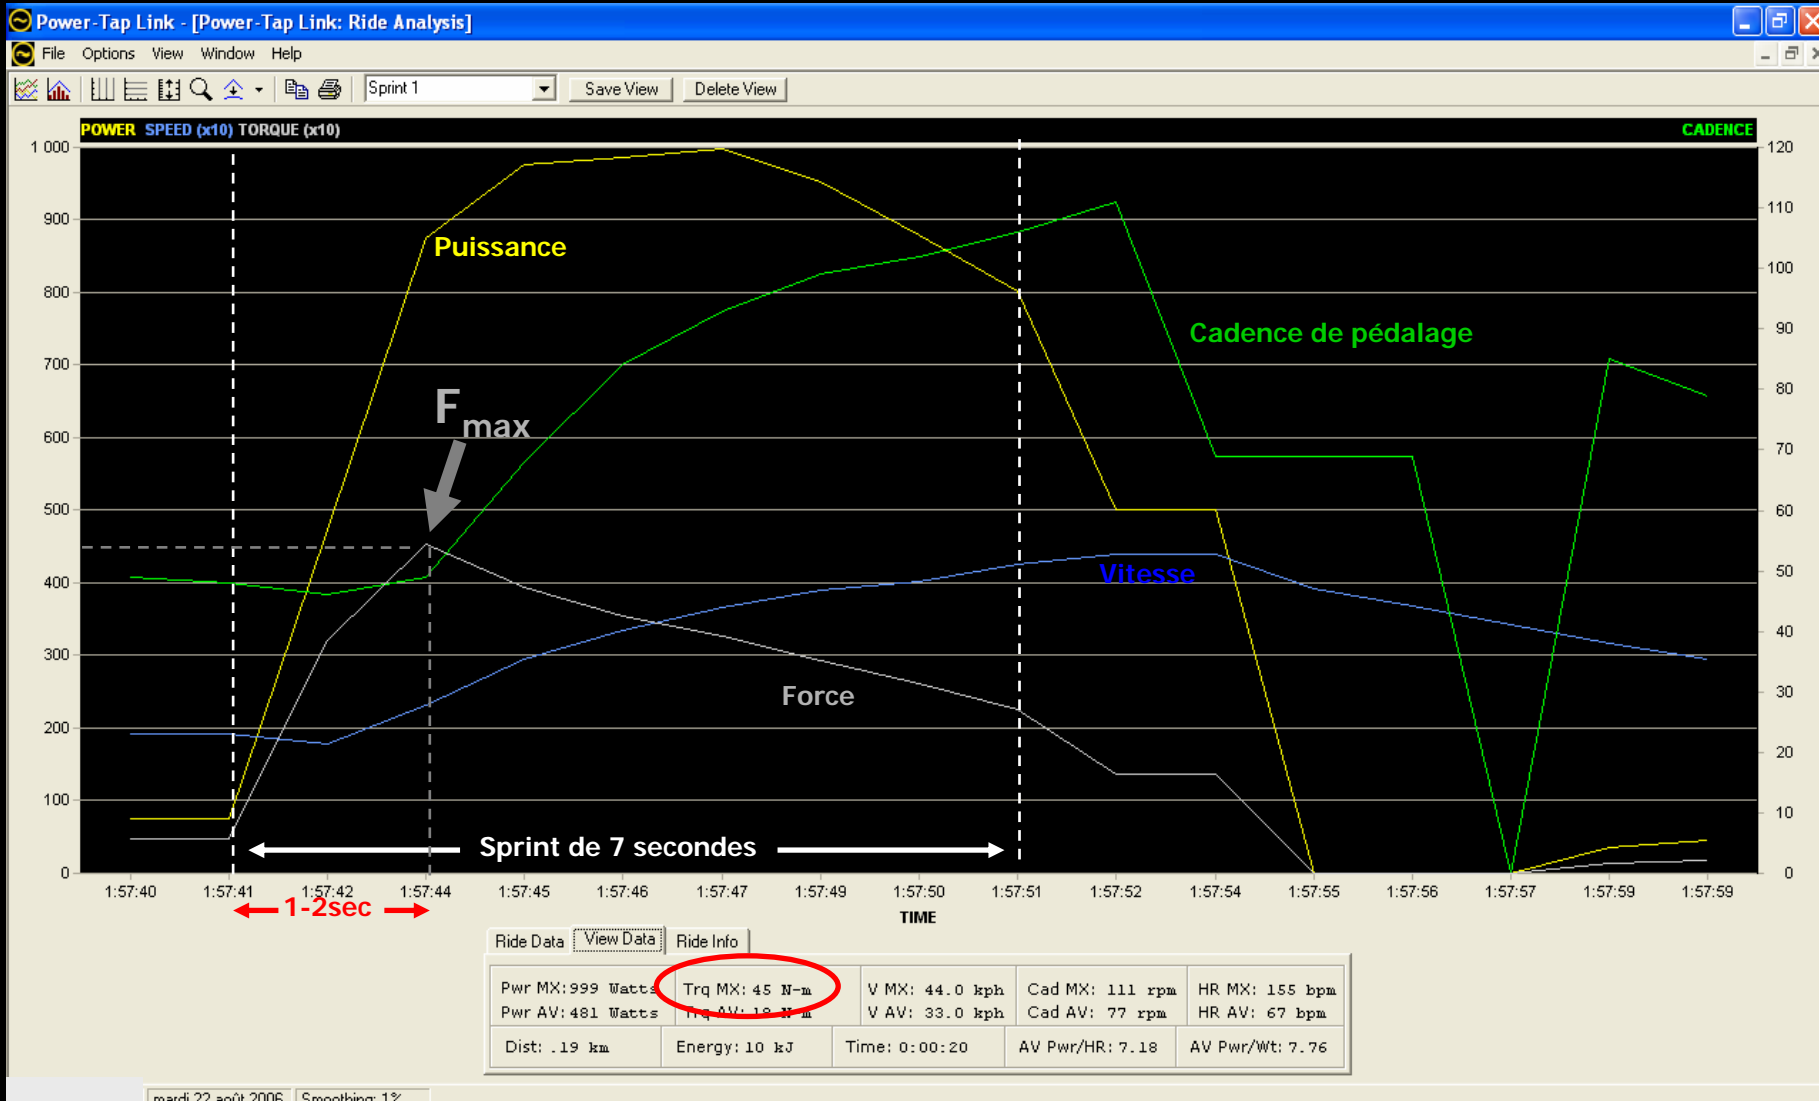 Power-Tap Link - [Power-Tap Link: Ride Analysis]
File Options View Window Help
Sprint 1 Save View Delete View
POWER SPEED (x10) TORQUE (x10) CADENCE
1 000 120
900 110
800 100
700 90
600 80
500 70
400 60
300 50
200 40
100 30
0 20
10
0
Puissance
Cadence de pédalage
Fmax
Vitesse
Force
Sprint de 7 secondes
1:57:40 1:57:41 1:57:42 1:57:44 1:57:45 1:57:46 1:57:47 1:57:49 1:57:50 1:57:51 1:57:52 1:57:54 1:57:55 1:57:56 1:57:57 1:57:59 1:57:59
1-2sec
TIME
Ride Data View Data Ride Info
Pwr MX:999 Watts Trq MX: 45 N-m V MX: 44.0 kph Cad MX: 111 rpm HR MX: 155 bpm
Pwr AV:481 Watts Trq AV: 18 N-m V AV: 33.0 kph Cad AV: 77 rpm HR AV: 67 bpm
Dist: .19 km Energy: 10 kJ Time: 0:00:20 AV Pwr/HR: 7.18 AV Pwr/Wt: 7.76
mardi 22 août 2006 Smoothing: 1%